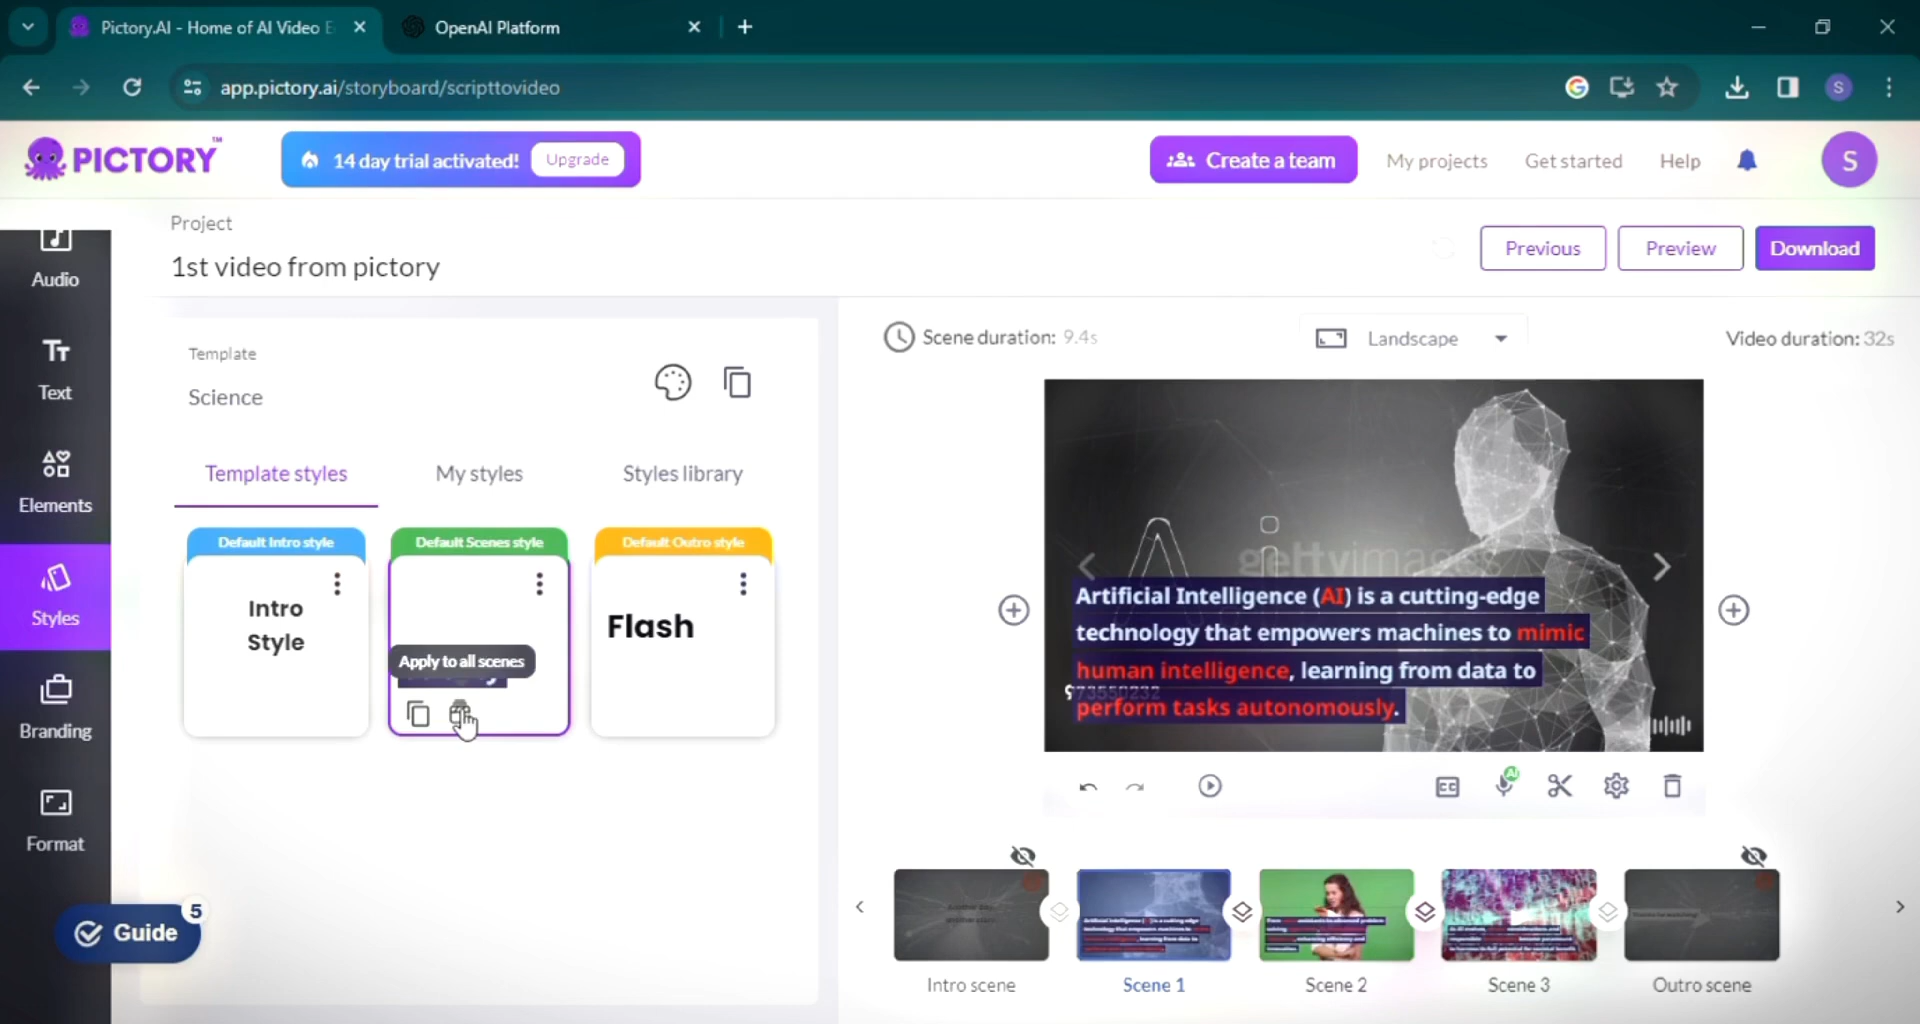 Pictory.AI - Home of AI Video E
OpenAI Platform
app.pictory.ai/storyboard/scripttovideo
S
PICTORY™
14 day trial activated!
Upgrade
Create a team
My projects
Get started
Help
S
Project
1st video from pictory
Previous
Preview
Download
Audio
Text
Elements
Styles
Branding
Format
Guide
5
Template
Science
Template styles
My styles
Styles library
Default Intro style
Default Scenes style
Default Outro style
Intro
Style
Apply to all scenes
Flash
Scene duration: 9.4s
Landscape
Video duration: 32s
Ai
gettyimages
Artificial Intelligence (AI) is a cutting-edge
technology that empowers machines to mimic
human intelligence, learning from data to
perform tasks autonomously.
CC
AI
Intro scene
Scene 1
Scene 2
Scene 3
Outro scene